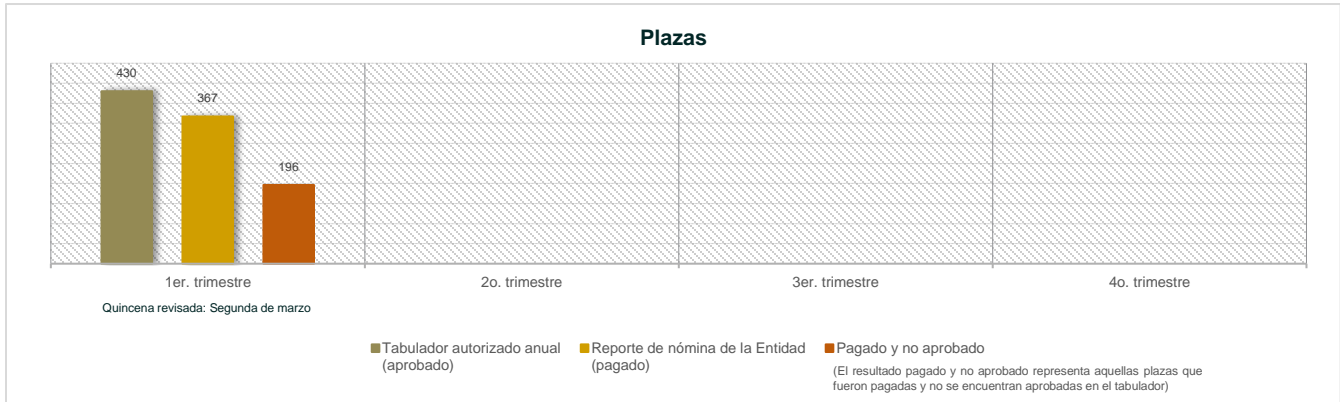 Plazas
430
367
196
1er. trimestre
2o. trimestre
3er. trimestre
4o. trimestre
Quincena revisada: Segunda de marzo
Tabulador autorizado anual
(aprobado)
Reporte de nómina de la Entidad
(pagado)
Pagado y no aprobado
(El resultado pagado y no aprobado representa aquellas plazas que
fueron pagadas y no se encuentran aprobadas en el tabulador)